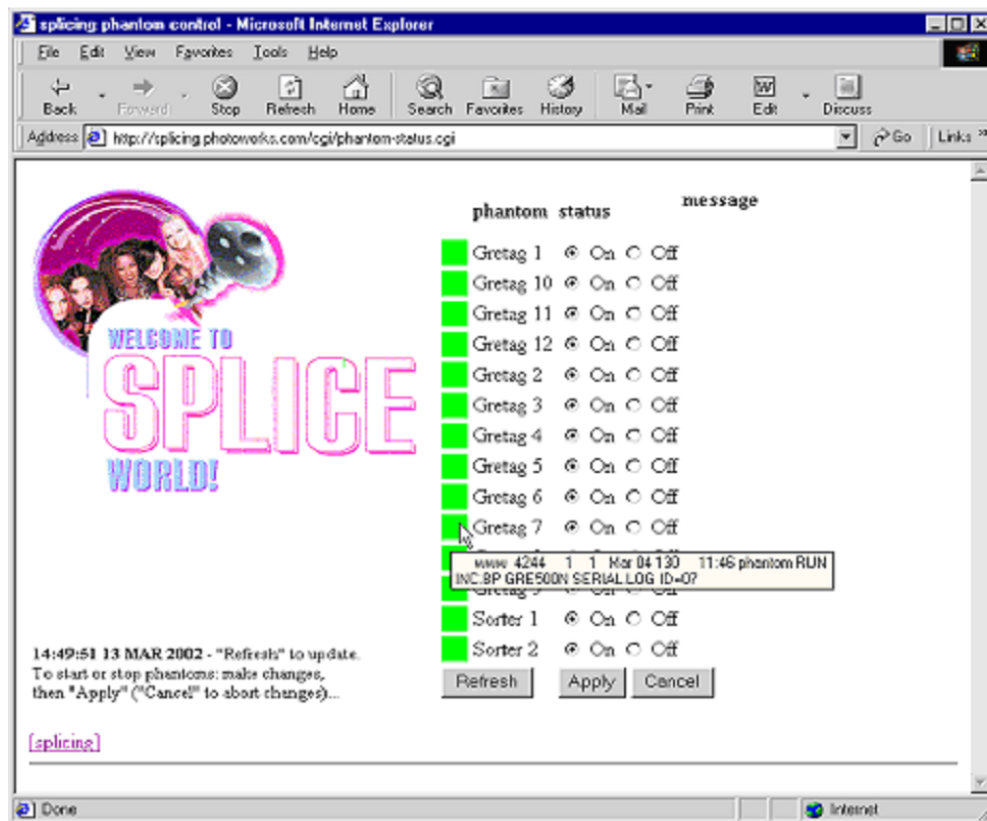 splicing phantom control - Microsoft Internet Explorer
File Edit View Favorites Tools Help
Back Forward Stop Refresh Home Search Favorites History Mail Print Edit Discuss
Address http://splicing.photoworks.com/cgi/phantom-status.cgi Go Links »
phantom status message
WELCOME TO
SPLICE
WORLD!
Gretag 1 On Off
Gretag 10 On Off
Gretag 11 On Off
Gretag 12 On Off
Gretag 2 On Off
Gretag 3 On Off
Gretag 4 On Off
Gretag 5 On Off
Gretag 6 On Off
Gretag 7 On Off
www 4244 1 1 Mar 04 130 11:46 phantom RUN
INC.BP GRE500N SERIAL.LOG ID=07
Sorter 1 On Off
Sorter 2 On Off
Refresh Apply Cancel
14:49:51 13 MAR 2002 - "Refresh" to update.
To start or stop phantoms: make changes,
then "Apply" ("Cancel" to abort changes)...
[splicing]
Done Internet